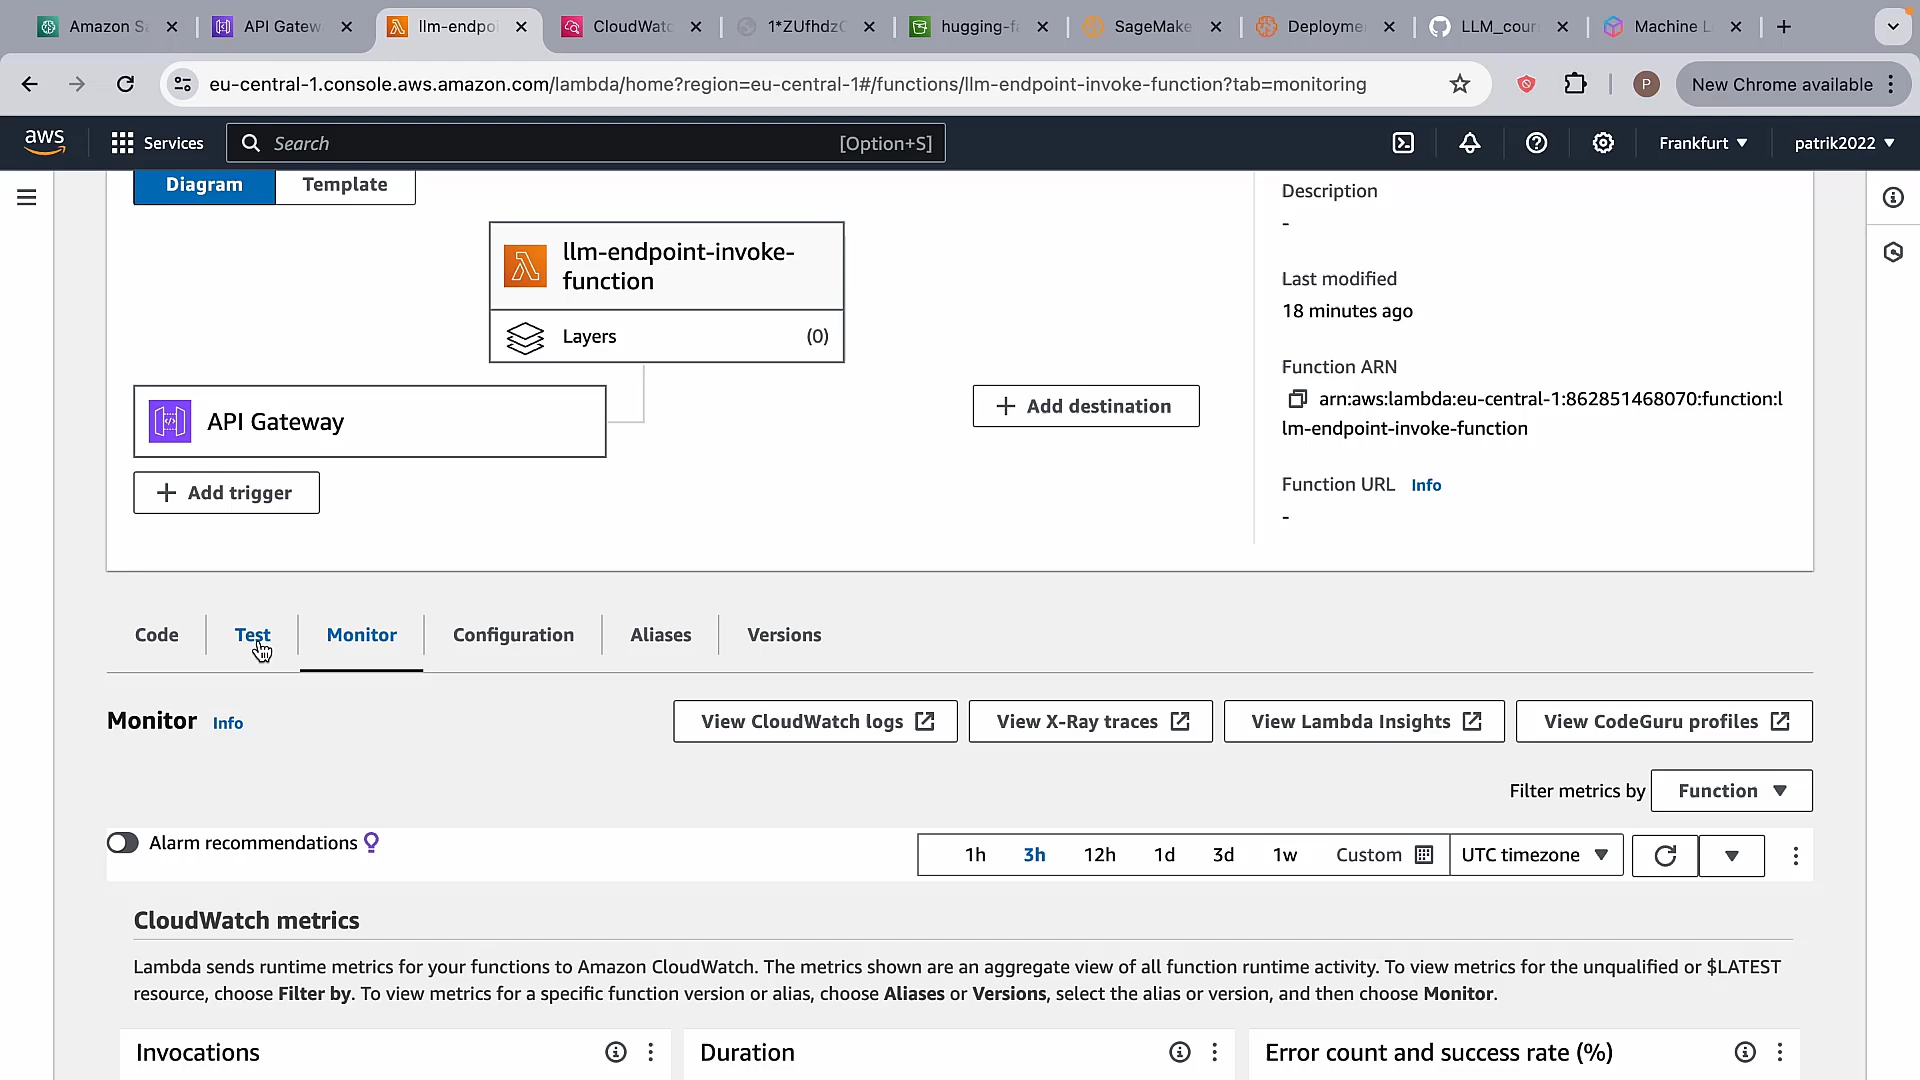 Amazon S
API Gatew
llm-endpoi
CloudWatc
1*ZUfhdzC
hugging-fa
SageMake
Deployme
LLM_cour
Machine L
eu-central-1.console.aws.amazon.com/lambda/home?region=eu-central-1#/functions/llm-endpoint-invoke-function?tab=monitoring
P
New Chrome available
aws
Services
Search
[Option+S]
Frankfurt
patrik2022
Diagram
Template
llm-endpoint-invoke-
function
Layers
(0)
API Gateway
Add trigger
Add destination
Description
-
Last modified
18 minutes ago
Function ARN
arn:aws:lambda:eu-central-1:862851468070:function:l
lm-endpoint-invoke-function
Function URL Info
-
Code
Test
Monitor
Configuration
Aliases
Versions
Monitor Info
View CloudWatch logs
View X-Ray traces
View Lambda Insights
View CodeGuru profiles
Filter metrics by Function
Alarm recommendations
1h
3h
12h
1d
3d
1w
Custom
UTC timezone
CloudWatch metrics
Lambda sends runtime metrics for your functions to Amazon CloudWatch. The metrics shown are an aggregate view of all function runtime activity. To view metrics for the unqualified or $LATEST
resource, choose Filter by. To view metrics for a specific function version or alias, choose Aliases or Versions, select the alias or version, and then choose Monitor.
Invocations
Duration
Error count and success rate (%)